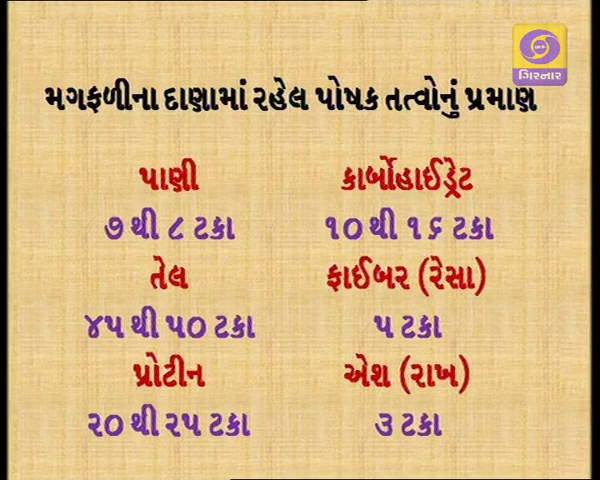 ગિરનાર
મગફળીના દાણામાં રહેલ પોષક તત્વોનું પ્રમાણ
પાણી
૭ થી ૮ ટકા
તેલ
૪૫ થી ૫૦ ટકા
પ્રોટીન
૨૦ થી ૨૫ ટકા
કાર્બોહાઈડ્રેટ
૧૦ થી ૧૬ ટકા
ફાઈબર (રેસા)
૫ ટકા
એશ (રાખ)
૩ ટકા